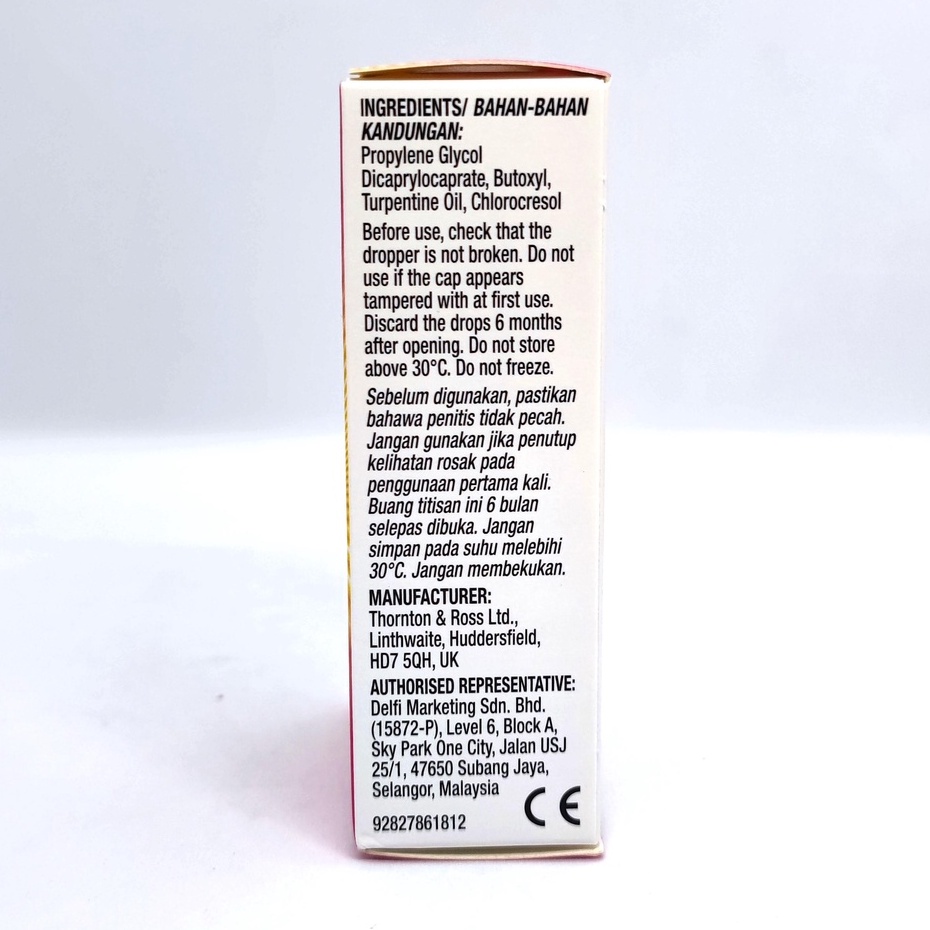 INGREDIENTS/ BAHAN-BAHAN
KANDUNGAN:
Propylene Glycol
Dicaprylocaprate, Butoxyl,
Turpentine Oil, Chlorocresol
Before use, check that the
dropper is not broken. Do not
use if the cap appears
tampered with at first use.
Discard the drops 6 months
after opening. Do not store
above 30°C. Do not freeze.
Sebelum digunakan, pastikan
bahawa penitis tidak pecah.
Jangan gunakan jika penutup
kelihatan rosak pada
penggunaan pertama kali.
Buang titisan ini 6 bulan
selepas dibuka. Jangan
simpan pada suhu melebihi
30°C. Jangan membekukan.
MANUFACTURER:
Thornton & Ross Ltd.,
Linthwaite, Huddersfield,
HD7 5QH, UK
AUTHORISED REPRESENTATIVE:
Delfi Marketing Sdn. Bhd.
(15872-P), Level 6, Block A,
Sky Park One City, Jalan USJ
25/1, 47650 Subang Jaya,
Selangor, Malaysia
92827861812
CE